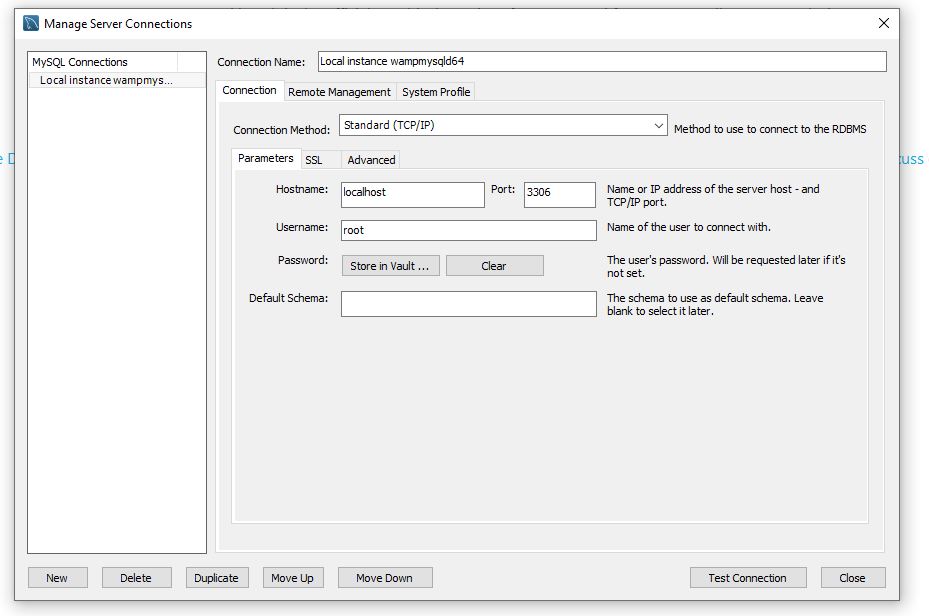 Manage Server Connections
MySQL Connections
Local instance wampmys...
Connection Name:
Local instance wampmysqld64
Connection
Remote Management
System Profile
Connection Method:
Standard (TCP/IP)
Method to use to connect to the RDBMS
Parameters
SSL
Advanced
Hostname:
localhost
Port:
3306
Name or IP address of the server host - and
TCP/IP port.
Username:
root
Name of the user to connect with.
Password:
Store in Vault ...
Clear
The user's password. Will be requested later if it's
not set.
Default Schema:
The schema to use as default schema. Leave
blank to select it later.
New
Delete
Duplicate
Move Up
Move Down
Test Connection
Close